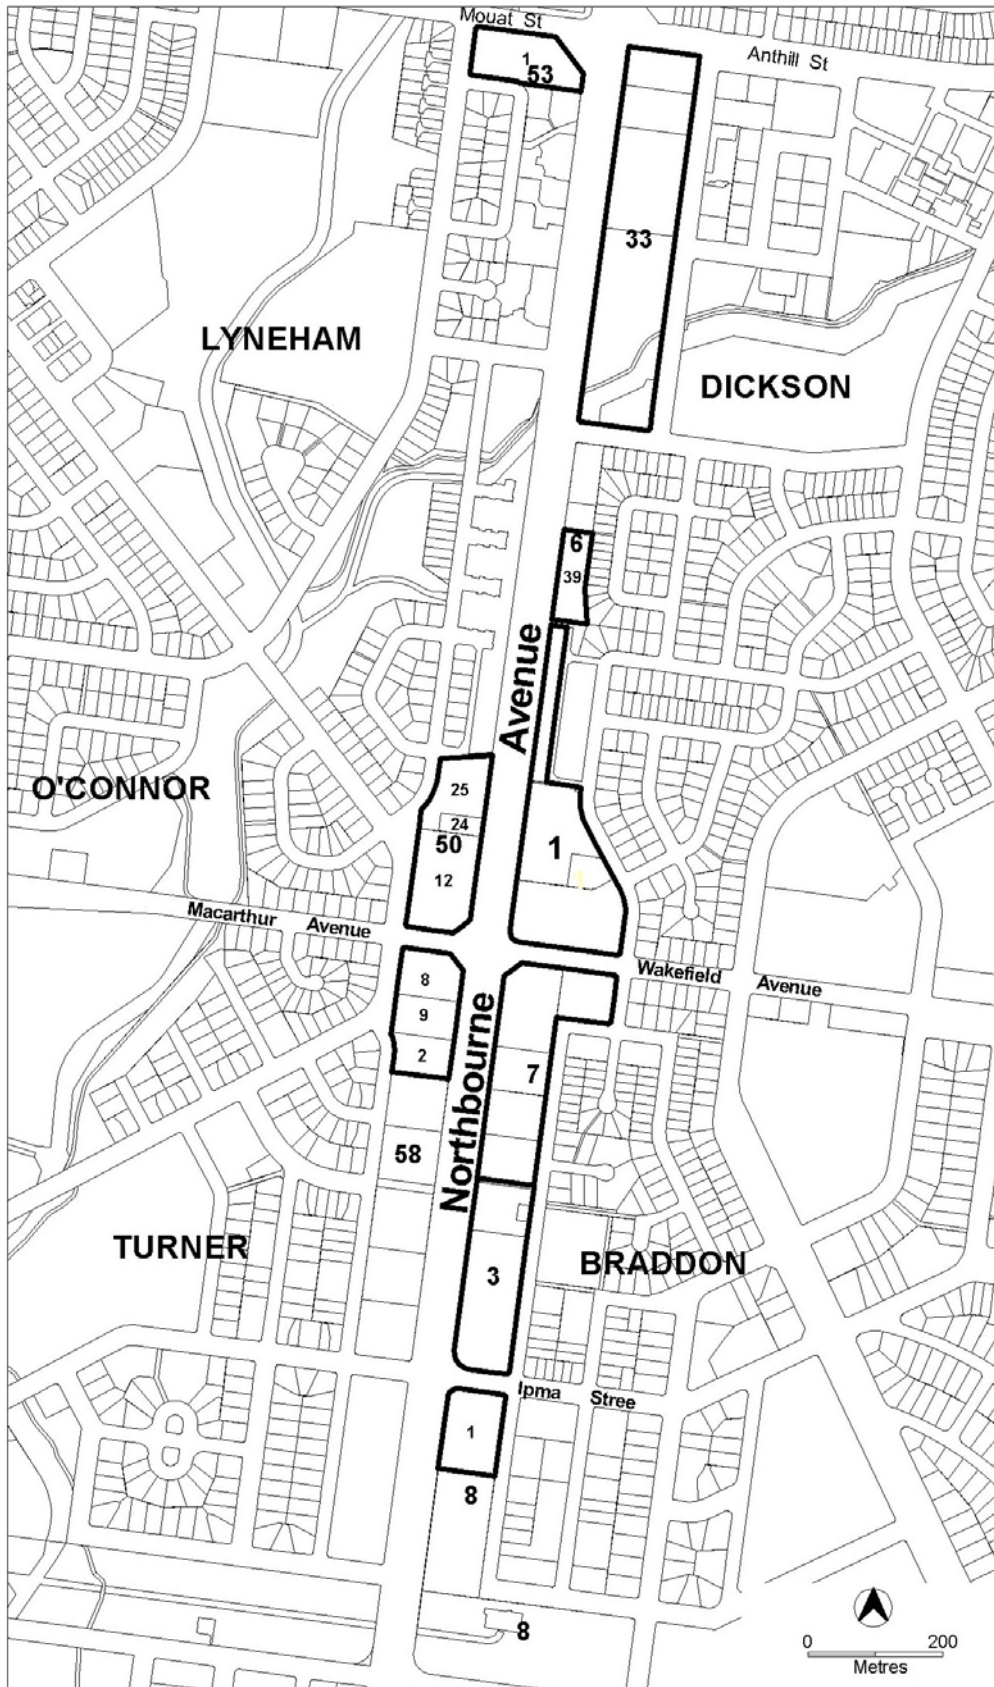 Mouat St
Anthill St
1
53
33
LYNEHAM
DICKSON
6
39
Avenue
O'CONNOR
25
24
50
12
1
1
Macarthur Avenue
Wakefield Avenue
8
9
2
Northbourne
7
58
TURNER
BRADDON
3
Ipma Stree
1
8
8
0 200
Metres